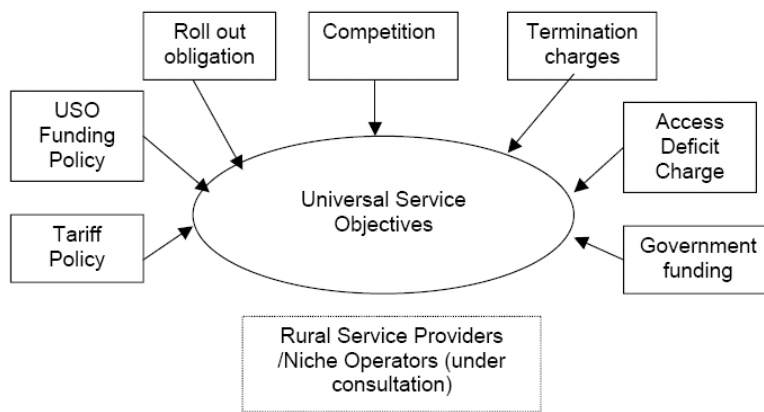 Roll out
obligation
Competition
Termination
charges
USO
Funding
Policy
Access
Deficit
Charge
Universal Service
Objectives
Tariff
Policy
Government
funding
Rural Service Providers
/Niche Operators (under
consultation)